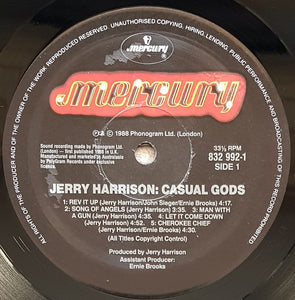 ALL RIGHTS OF THE PRODUCER AND OF THE OWNER OF THE WORK REPRODUCED RESERVED. UNAUTHORISED COPYING, HIRING, LENDING, PUBLIC PERFORMANCE AND BROADCASTING OF THIS RECORD PROHIBITED
mercury
mercury
℗ © 1988 Phonogram Ltd. (London)
Sound recording made by Phonogram Ltd.
(London) — first published 1988 in U.K.
Manufactured and marketed in Australasia
by PolyGram Records under exclusive
licence.
33⅓ RPM
832 992-1
SIDE 1
JERRY HARRISON: CASUAL GODS
1: REV IT UP (Jerry Harrison/John Sieger/Ernie Brooks) 4:17.
2: SONG OF ANGELS (Jerry Harrison) 3:35. 3: MAN WITH
A GUN (Jerry Harrison) 4:35. 4: LET IT COME DOWN
(Jerry Harrison) 4:52. 5: CHEROKEE CHIEF
(Jerry Harrison/Ernie Brooks) 4:30.
(All Titles Copyright Control)
Produced by Jerry Harrison
Assistant Producer:
Ernie Brooks